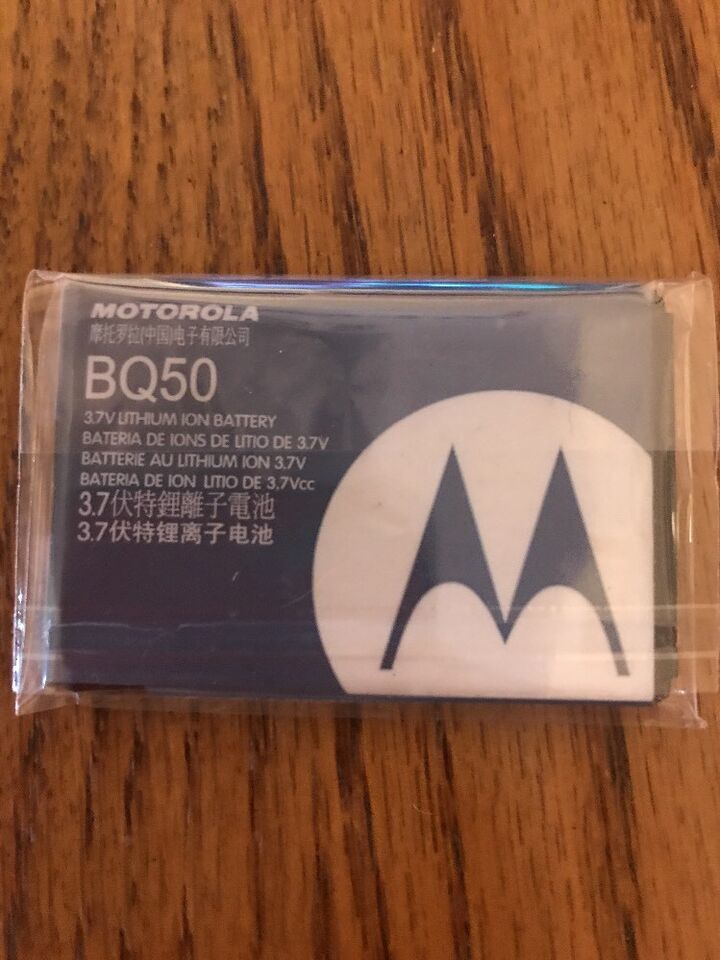 MOTOROLA
摩托罗拉(中国)电子有限公司
BQ50
3.7V LITHIUM ION BATTERY
BATERIA DE IONS DE LITIO DE 3.7V
BATTERIE AU LITHIUM ION 3.7V
BATERIA DE ION LITIO DE 3.7Vcc
3.7伏特鋰離子電池
3.7伏特锂离子电池